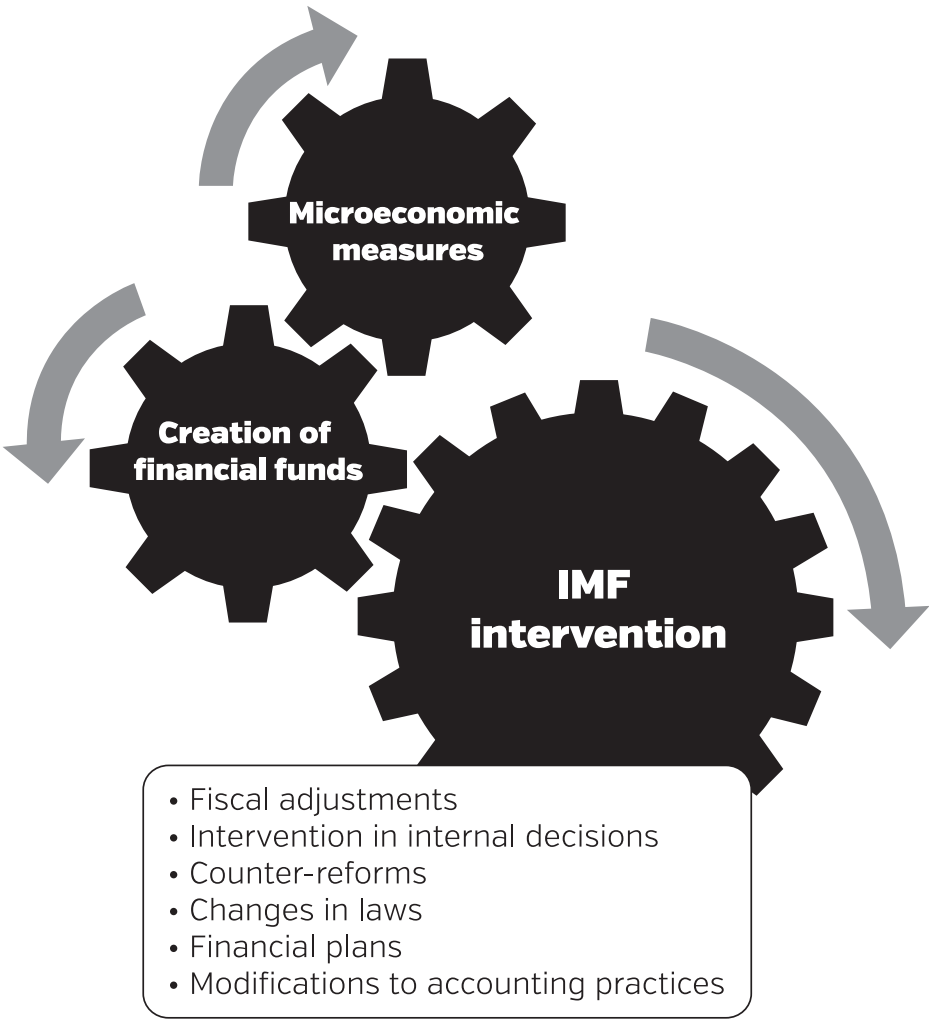 Microeconomic
measures
Creation of
financial funds
IMF
intervention
• Fiscal adjustments
• Intervention in internal decisions
• Counter-reforms
• Changes in laws
• Financial plans
• Modifications to accounting practices